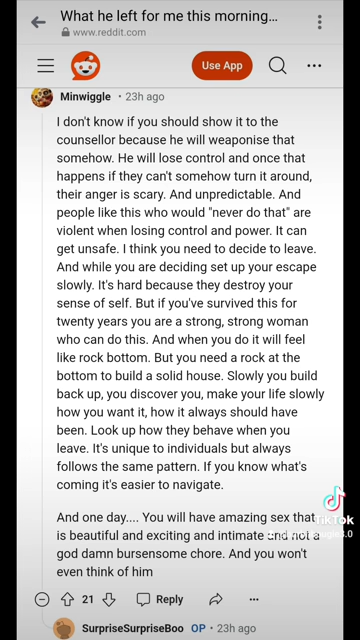 What he left for me this morning...
www.reddit.com
Use App
Minwiggle • 23h ago
I don't know if you should show it to the
counsellor because he will weaponise that
somehow. He will lose control and once that
happens if they can't somehow turn it around,
their anger is scary. And unpredictable. And
people like this who would "never do that" are
violent when losing control and power. It can
get unsafe. I think you need to decide to leave.
And while you are deciding set up your escape
slowly. It's hard because they destroy your
sense of self. But if you've survived this for
twenty years you are a strong, strong woman
who can do this. And when you do it will feel
like rock bottom. But you need a rock at the
bottom to build a solid house. Slowly you build
back up, you discover you, make your life slowly
how you want it, how it always should have
been. Look up how they behave when you
leave. It's unique to individuals but always
follows the same pattern. If you know what's
coming it's easier to navigate.
And one day.... You will have amazing sex that
is beautiful and exciting and intimate and not a
god damn bursensome chore. And you won't
even think of him
TikTok
21
Reply
SurpriseSurpriseBoo OP • 23h ago